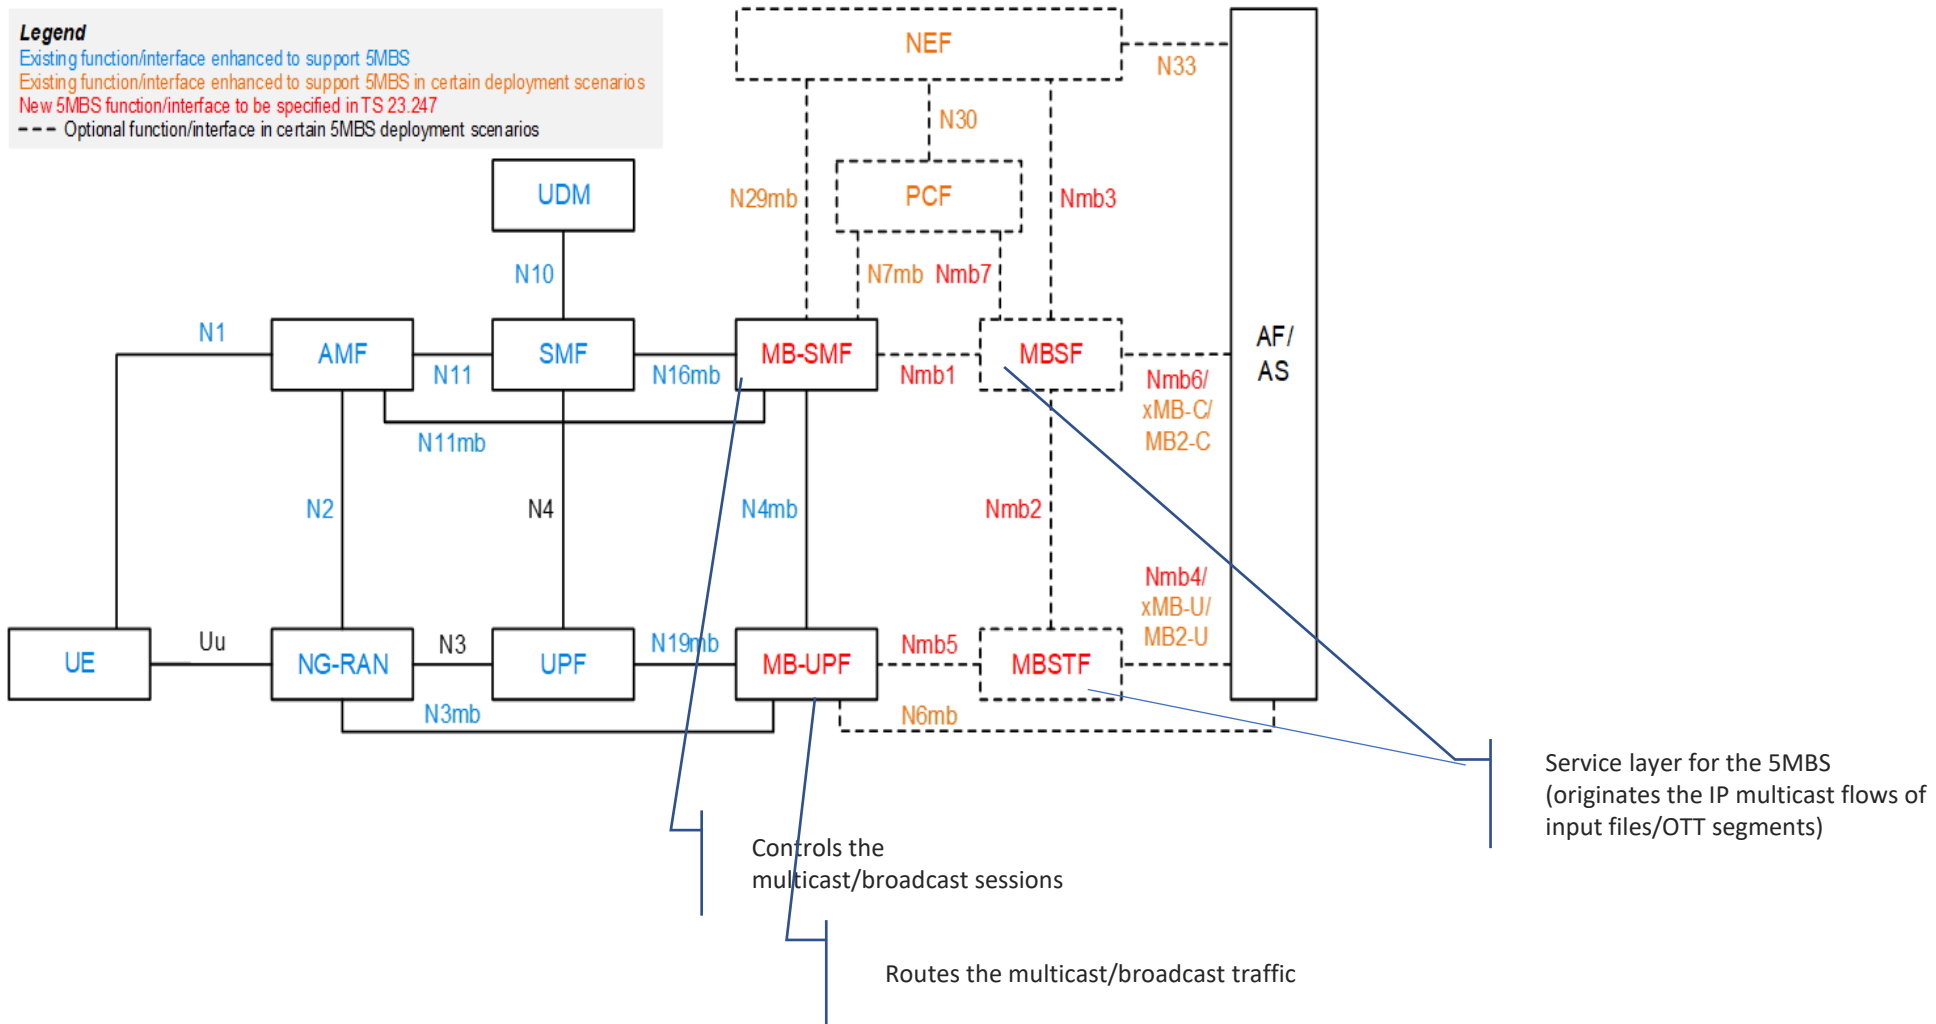 Legend
Existing function/interface enhanced to support 5MBS
Existing function/interface enhanced to support 5MBS in certain deployment scenarios
New 5MBS function/interface to be specified in TS 23.247
Optional function/interface in certain 5MBS deployment scenarios
NEF
N33
N30
UDM
N29mb
PCF
Nmb3
N10
N7mb
Nmb7
N1
AMF
SMF
MB-SMF
MBSF
AF/
AS
N11
N16mb
Nmb1
Nmb6/
xMB-C/
MB2-C
N11mb
N2
N4
N4mb
Nmb2
Nmb4/
xMB-U/
MB2-U
UE
Uu
NG-RAN
N3
UPF
N19mb
MB-UPF
Nmb5
MBSTF
N3mb
N6mb
Service layer for the 5MBS
(originates the IP multicast flows of
input files/OTT segments)
Controls the
multicast/broadcast sessions
Routes the multicast/broadcast traffic